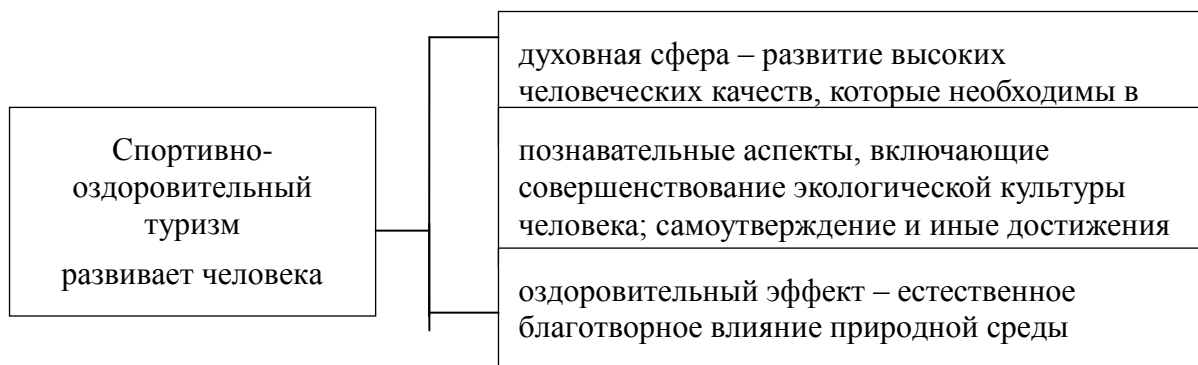 Спортивно-
оздоровительный
туризм
развивает человека
духовная сфера – развитие высоких
человеческих качеств, которые необходимы в
познавательные аспекты, включающие
совершенствование экологической культуры
человека; самоутверждение и иные достижения
оздоровительный эффект – естественное
благотворное влияние природной среды